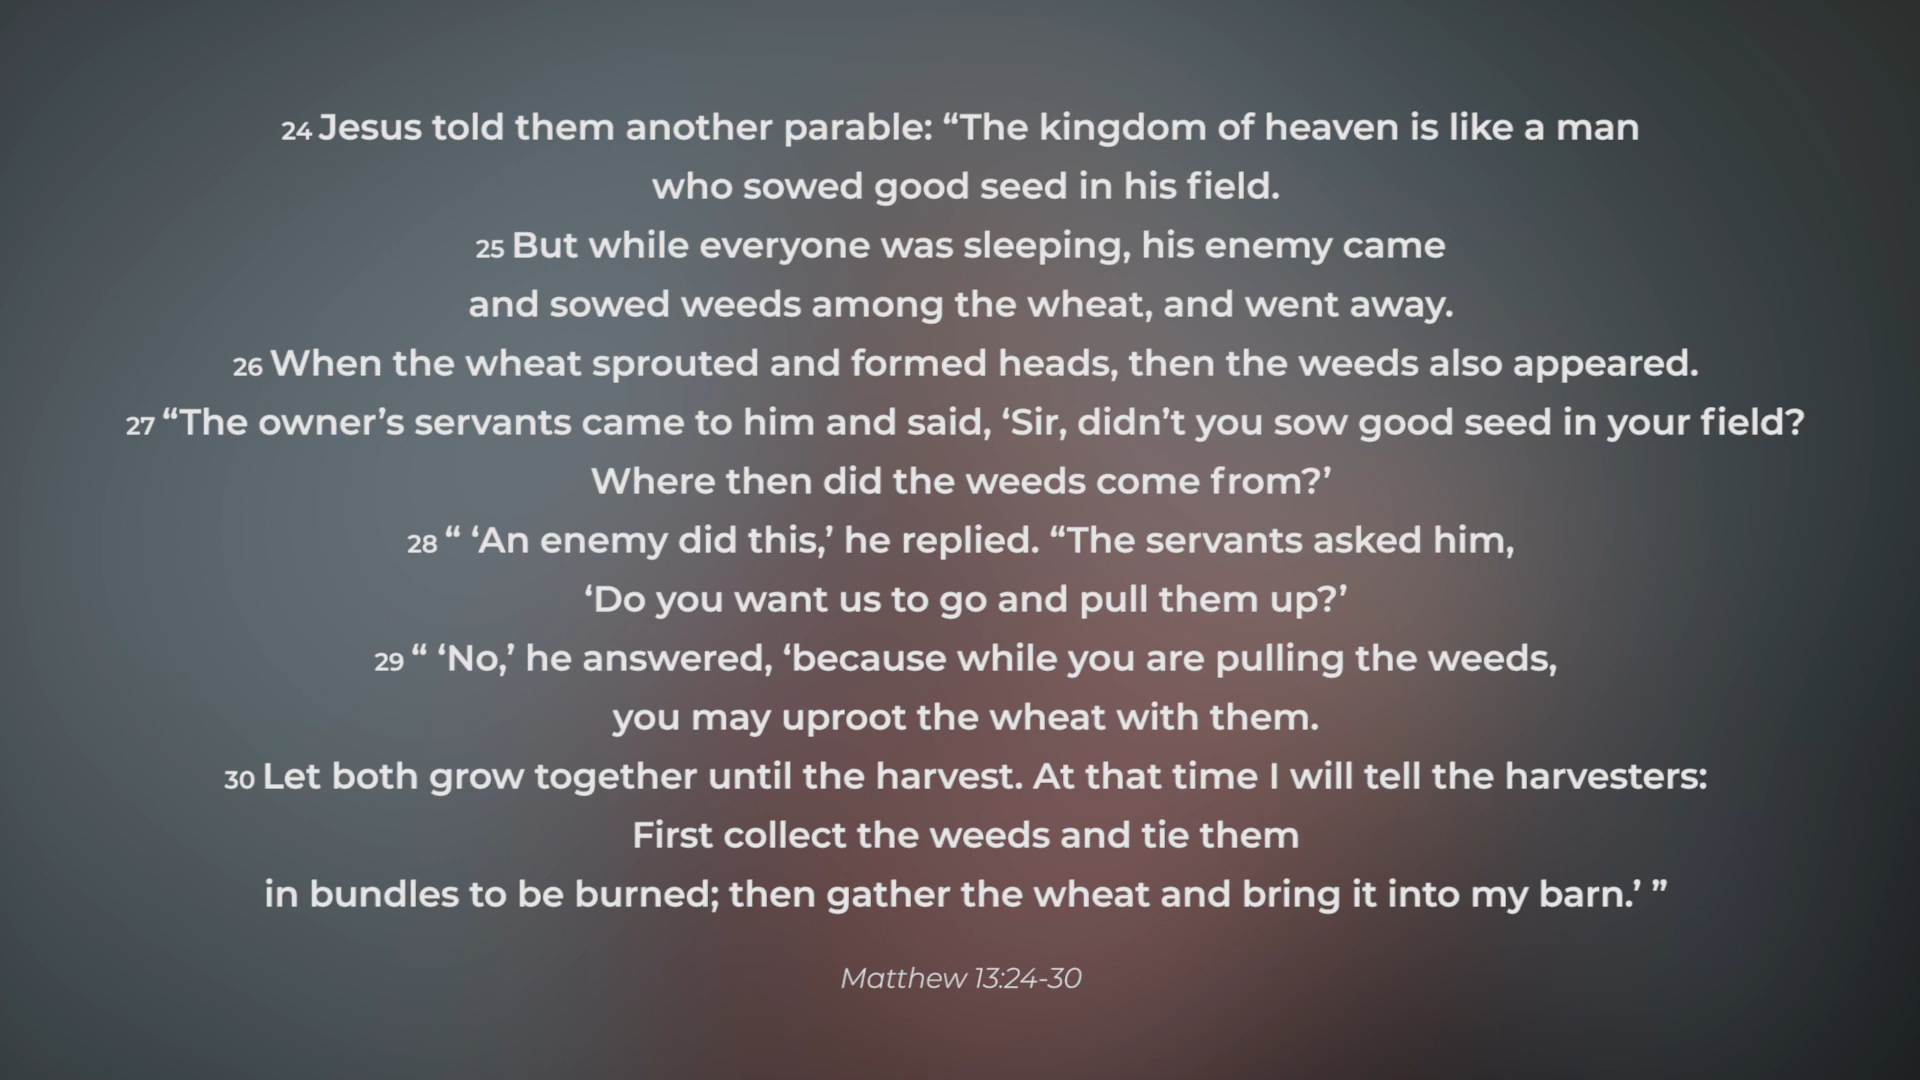 24 Jesus told them another parable: “The kingdom of heaven is like a man
who sowed good seed in his field.
25 But while everyone was sleeping, his enemy came
and sowed weeds among the wheat, and went away.
26 When the wheat sprouted and formed heads, then the weeds also appeared.
27 “The owner’s servants came to him and said, ‘Sir, didn’t you sow good seed in your field?
Where then did the weeds come from?’
28 “ ‘An enemy did this,’ he replied. “The servants asked him,
‘Do you want us to go and pull them up?’
29 “ ‘No,’ he answered, ‘because while you are pulling the weeds,
you may uproot the wheat with them.
30 Let both grow together until the harvest. At that time I will tell the harvesters:
First collect the weeds and tie them
in bundles to be burned; then gather the wheat and bring it into my barn.’ ”
Matthew 13:24-30